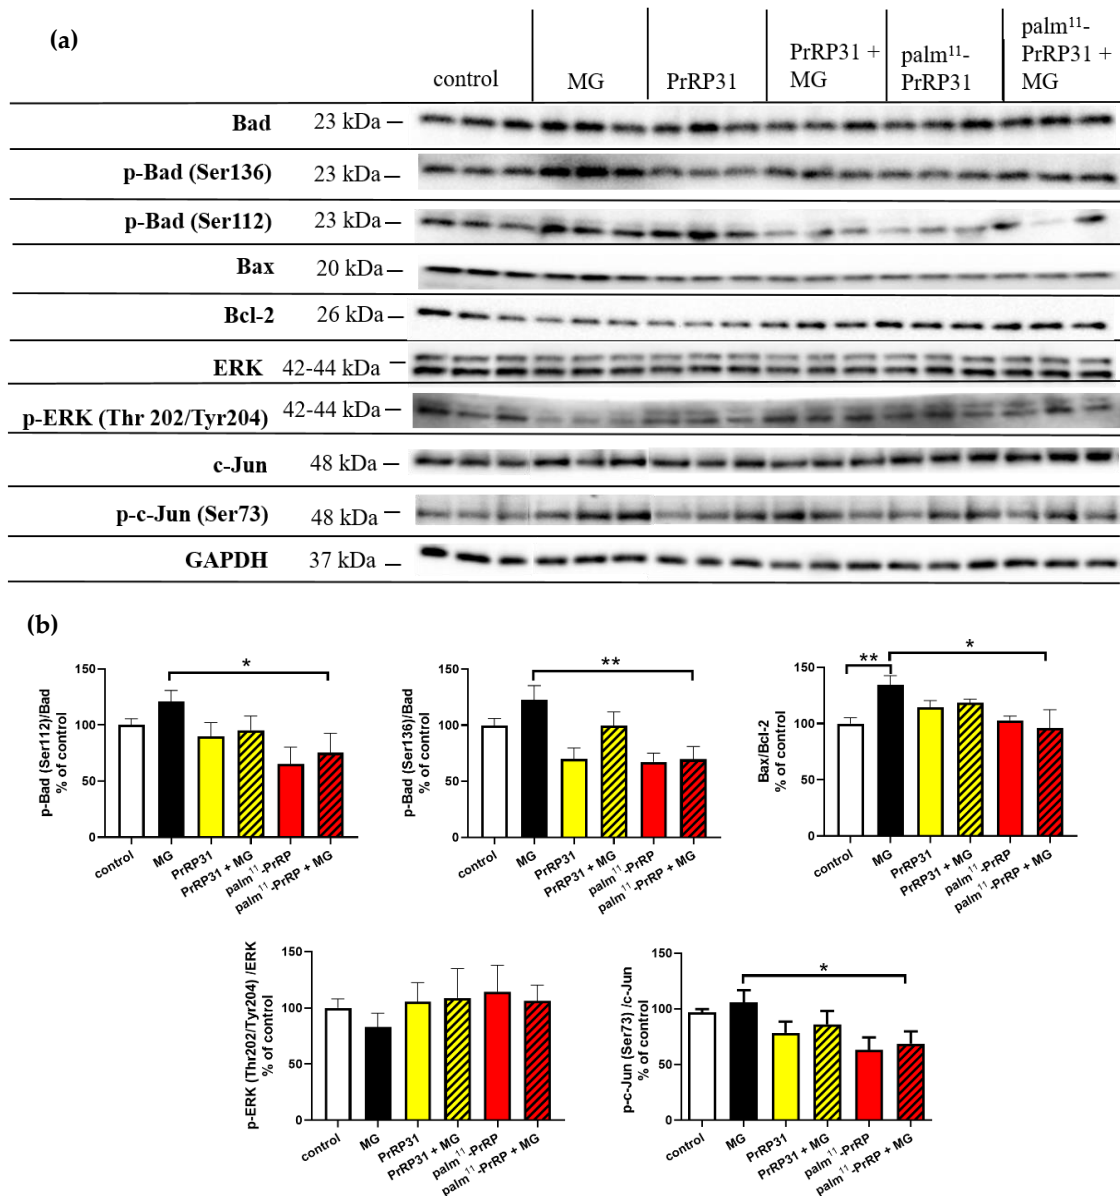 (a)
control
MG
PrRP31
PrRP31 +
MG
palm¹¹-
PrRP31
palm¹¹-
PrRP31 +
MG
Bad 23 kDa
p-Bad (Ser136) 23 kDa
p-Bad (Ser112) 23 kDa
Bax 20 kDa
Bcl-2 26 kDa
ERK 42-44 kDa
p-ERK (Thr 202/Tyr204) 42-44 kDa
c-Jun 48 kDa
p-c-Jun (Ser73) 48 kDa
GAPDH 37 kDa
(b)
p-Bad (Ser112)/Bad
% of control
150
100
50
0
*
control
MG
PrRP31
PrRP31 + MG
palm¹¹-PrRP
palm¹¹-PrRP + MG
p-Bad (Ser136)/Bad
% of control
150
100
50
0
**
control
MG
PrRP31
PrRP31 + MG
palm¹¹-PrRP
palm¹¹-PrRP + MG
Bax/Bcl-2
% of control
150
100
50
0
**
*
control
MG
PrRP31
PrRP31 + MG
palm¹¹-PrRP
palm¹¹-PrRP + MG
p-ERK (Thr202/Tyr204) /ERK
% of control
150
100
50
0
control
MG
PrRP31
PrRP31 + MG
palm¹¹-PrRP
palm¹¹-PrRP + MG
p-c-Jun (Ser73) /c-Jun
% of control
150
100
50
0
*
control
MG
PrRP31
PrRP31 + MG
palm¹¹-PrRP
palm¹¹-PrRP + MG